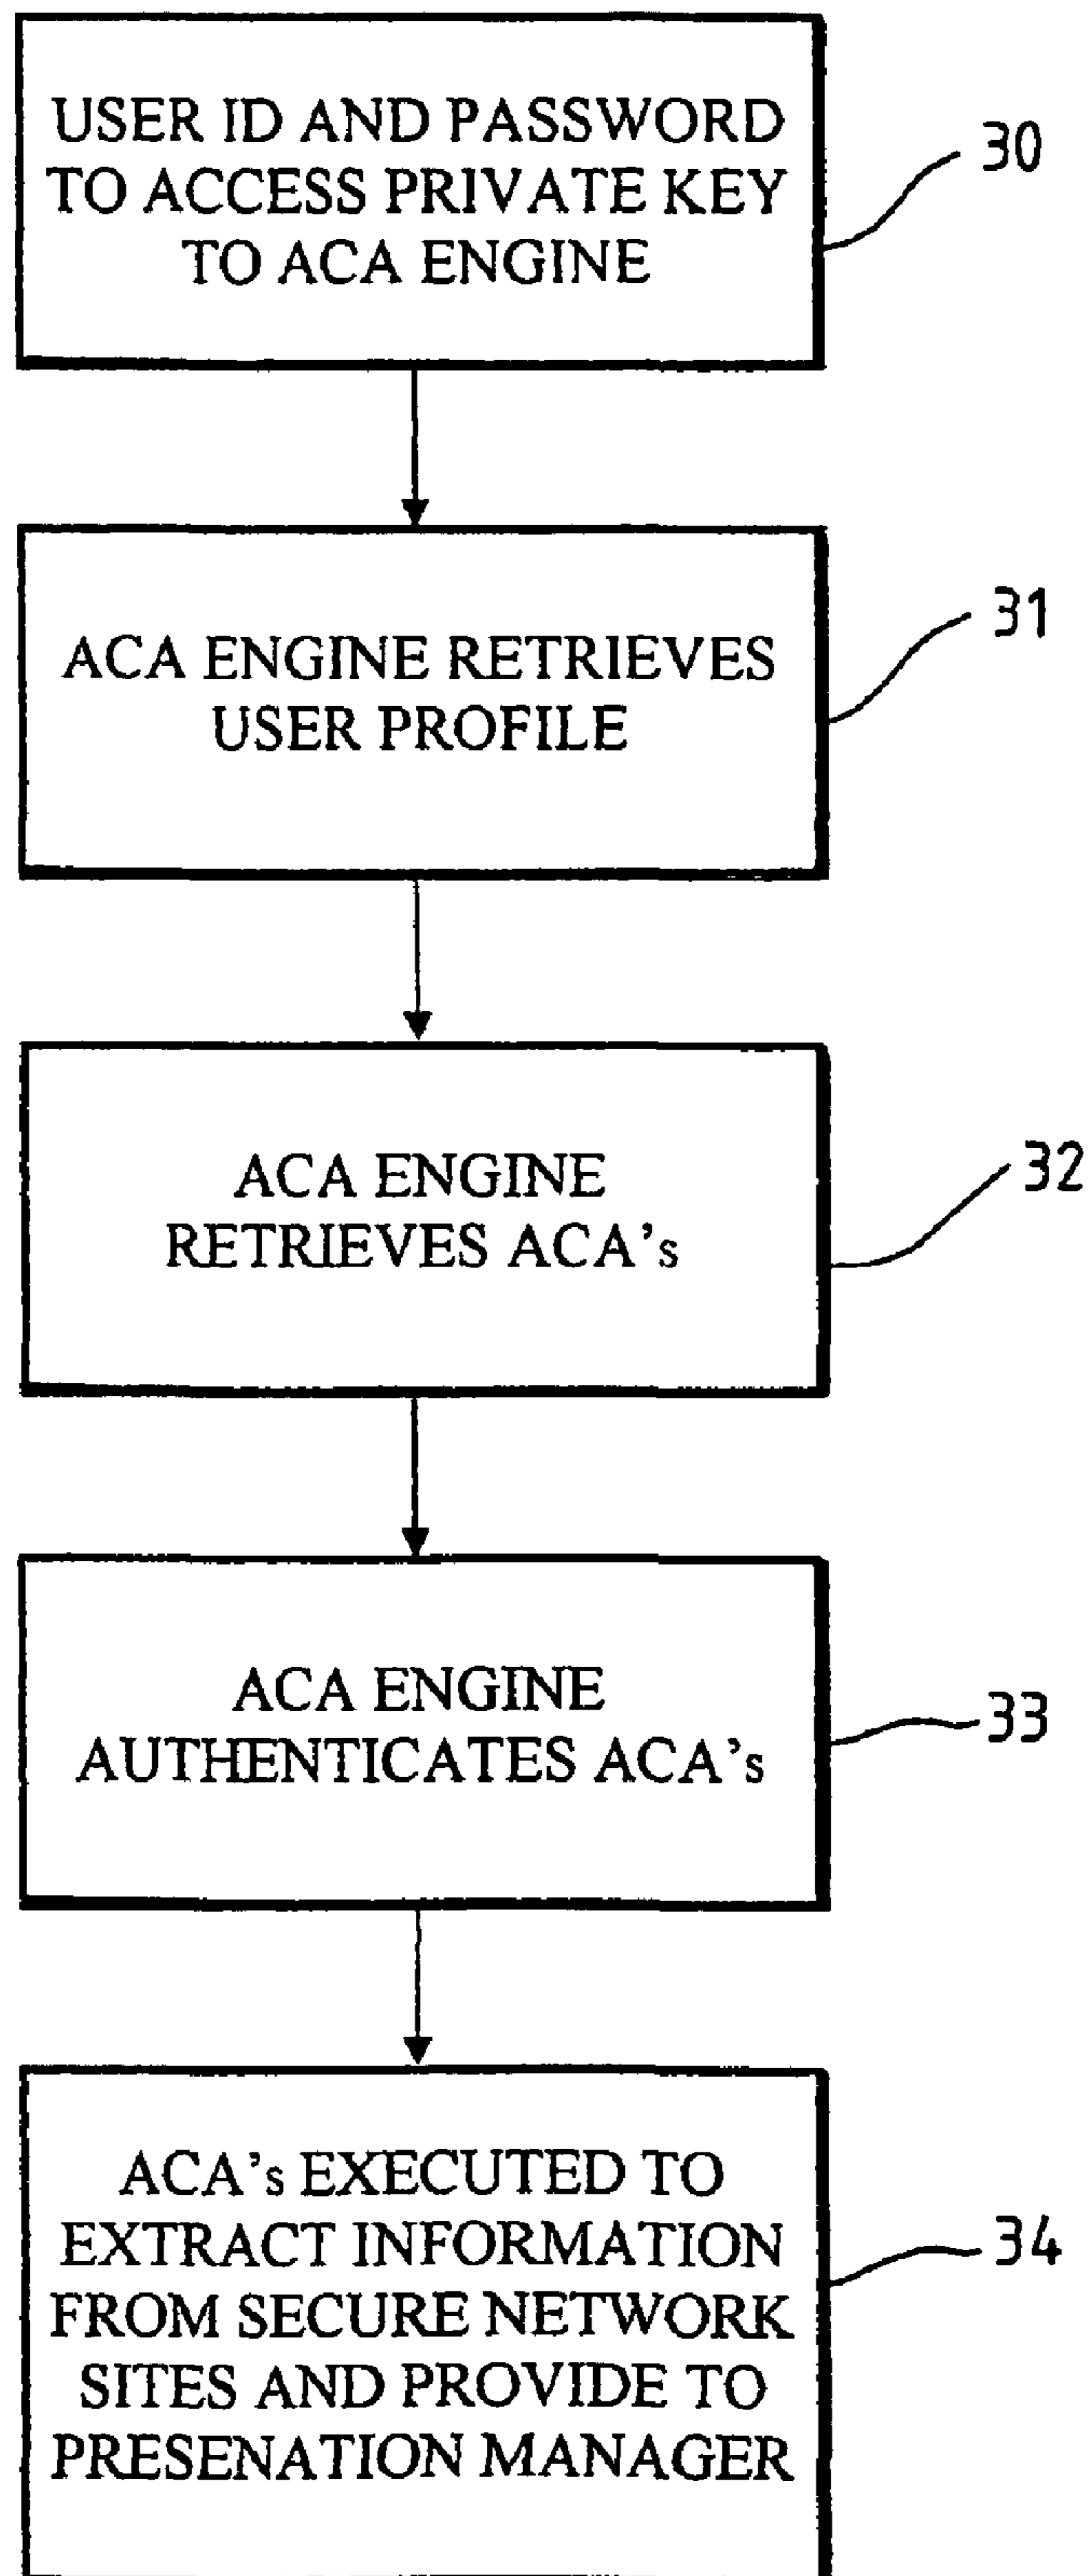 USER ID AND PASSWORD
TO ACCESS PRIVATE KEY
TO ACA ENGINE
30
ACA ENGINE RETRIEVES
USER PROFILE
31
ACA ENGINE
RETRIEVES ACA's
32
ACA ENGINE
AUTHENTICATES ACA's
33
ACA's EXECUTED TO
EXTRACT INFORMATION
FROM SECURE NETWORK
SITES AND PROVIDE TO
PRESENATION MANAGER
34